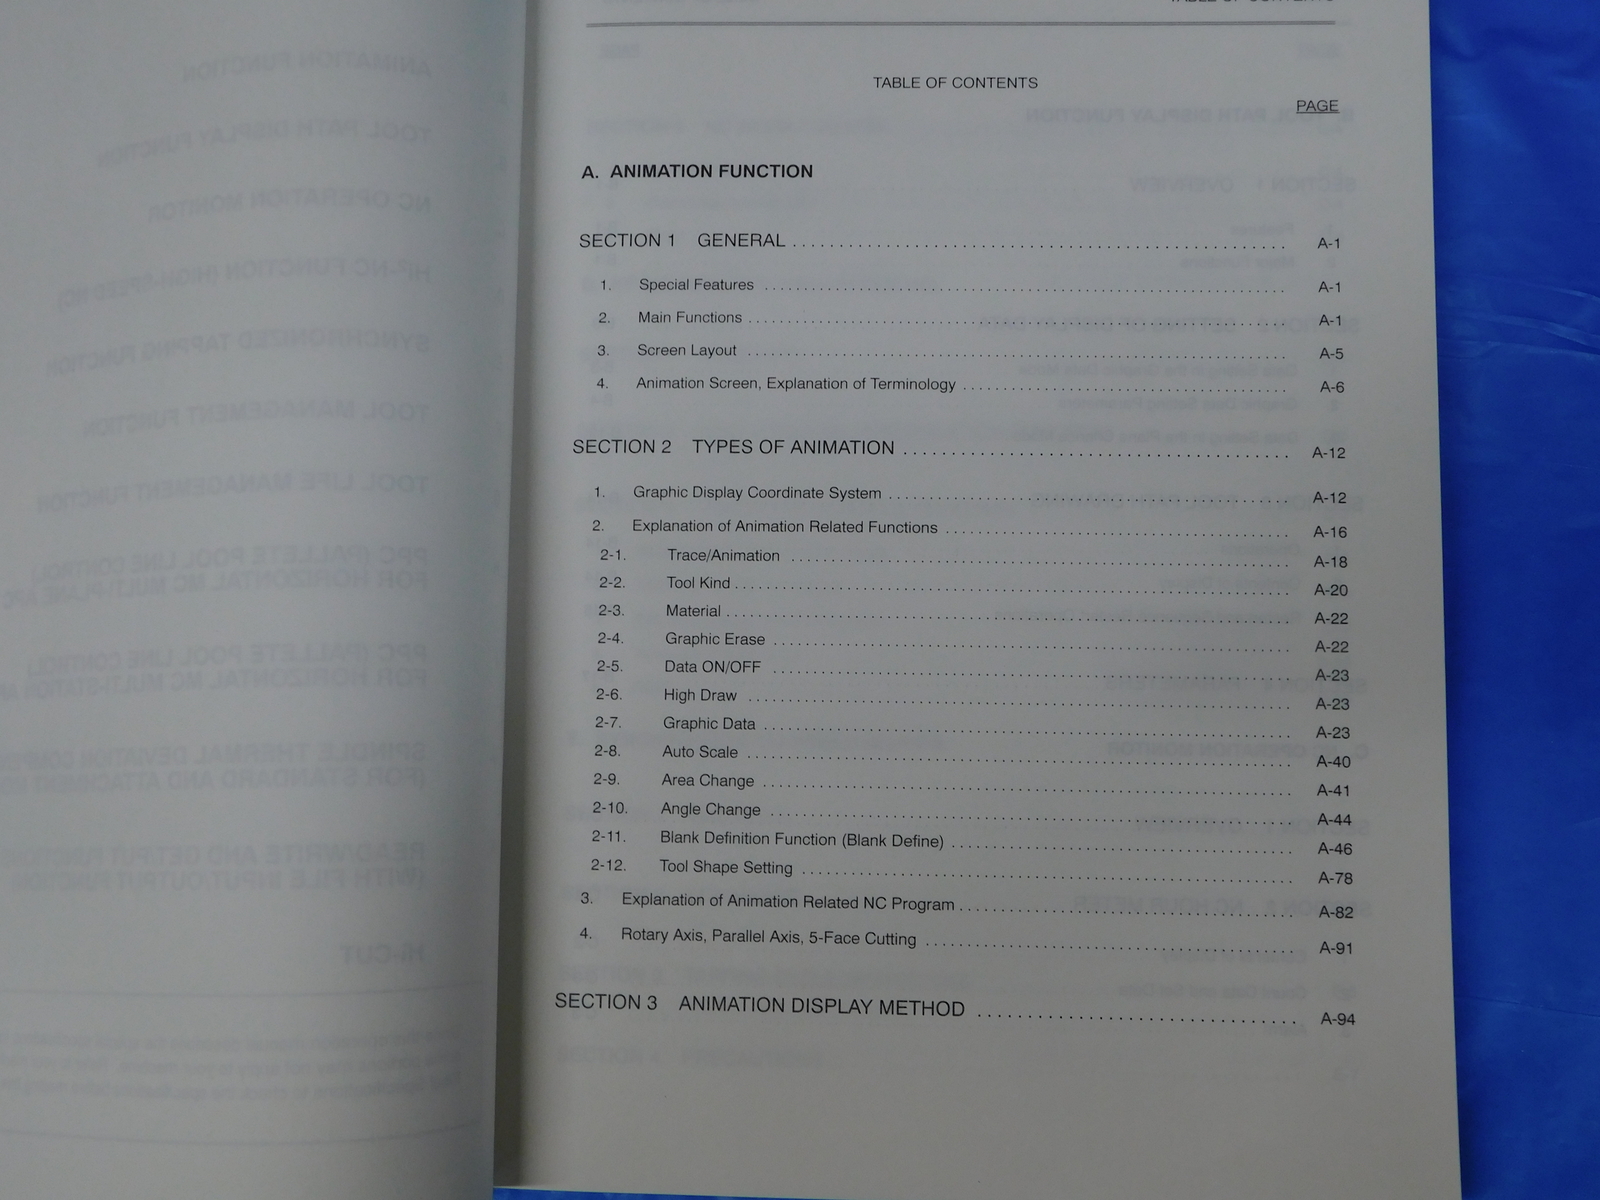 TABLE OF CONTENTS
TABLE OF CONTENTS
PAGE
A. ANIMATION FUNCTION
SECTION 1 GENERAL ........ A-1
1. Special Features ........ A-1
2. Main Functions ........ A-1
3. Screen Layout ........ A-5
4. Animation Screen, Explanation of Terminology ........ A-6
SECTION 2 TYPES OF ANIMATION ........ A-12
1. Graphic Display Coordinate System ........ A-12
2. Explanation of Animation Related Functions ........ A-16
2-1. Trace/Animation ........ A-18
2-2. Tool Kind ........ A-20
2-3. Material ........ A-22
2-4. Graphic Erase ........ A-22
2-5. Data ON/OFF ........ A-23
2-6. High Draw ........ A-23
2-7. Graphic Data ........ A-23
2-8. Auto Scale ........ A-40
2-9. Area Change ........ A-41
2-10. Angle Change ........ A-44
2-11. Blank Definition Function (Blank Define) ........ A-46
2-12. Tool Shape Setting ........ A-78
3. Explanation of Animation Related NC Program ........ A-82
4. Rotary Axis, Parallel Axis, 5-Face Cutting ........ A-91
SECTION 3 ANIMATION DISPLAY METHOD ........ A-94